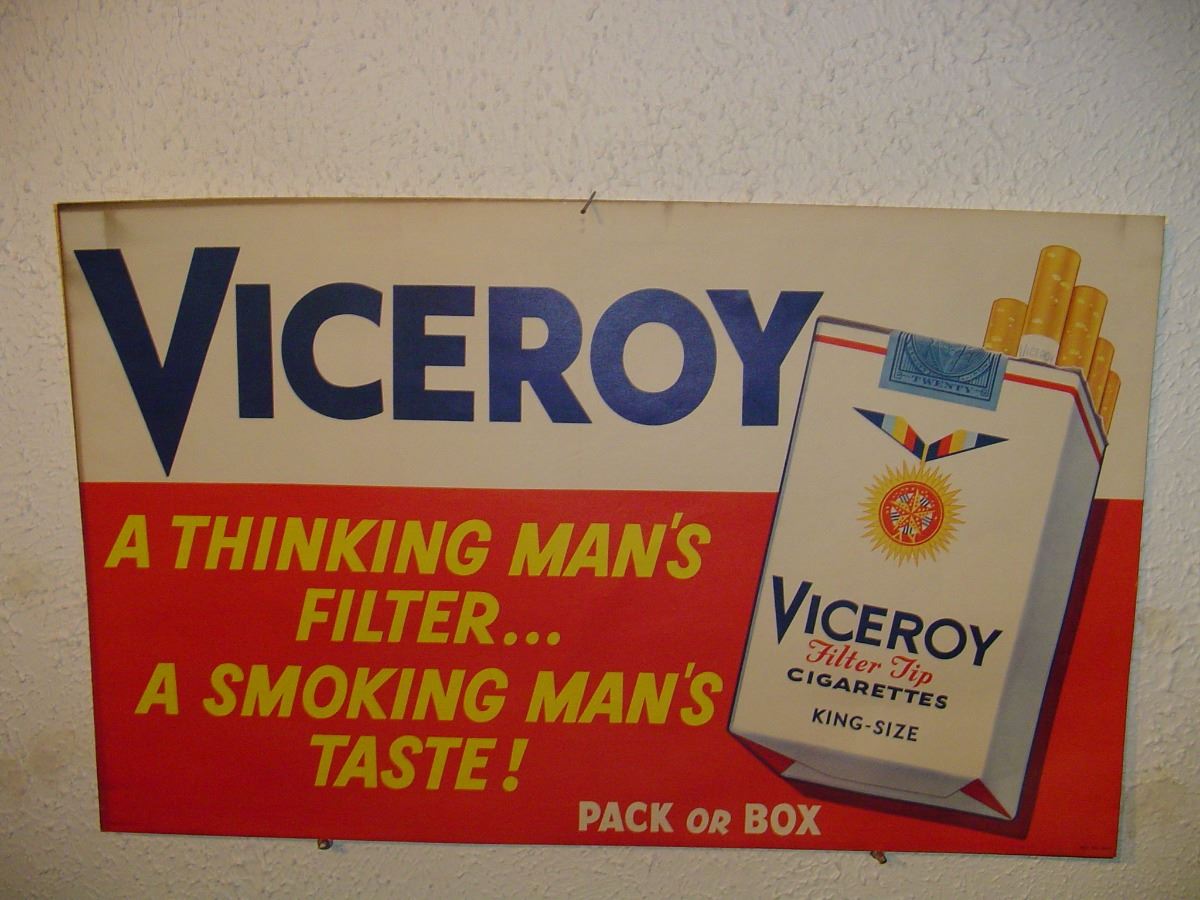 VICEROY
TWENTY
A THINKING MAN'S
FILTER...
A SMOKING MAN'S
TASTE!
VICEROY
Filter Tip
CIGARETTES
KING-SIZE
PACK OR BOX